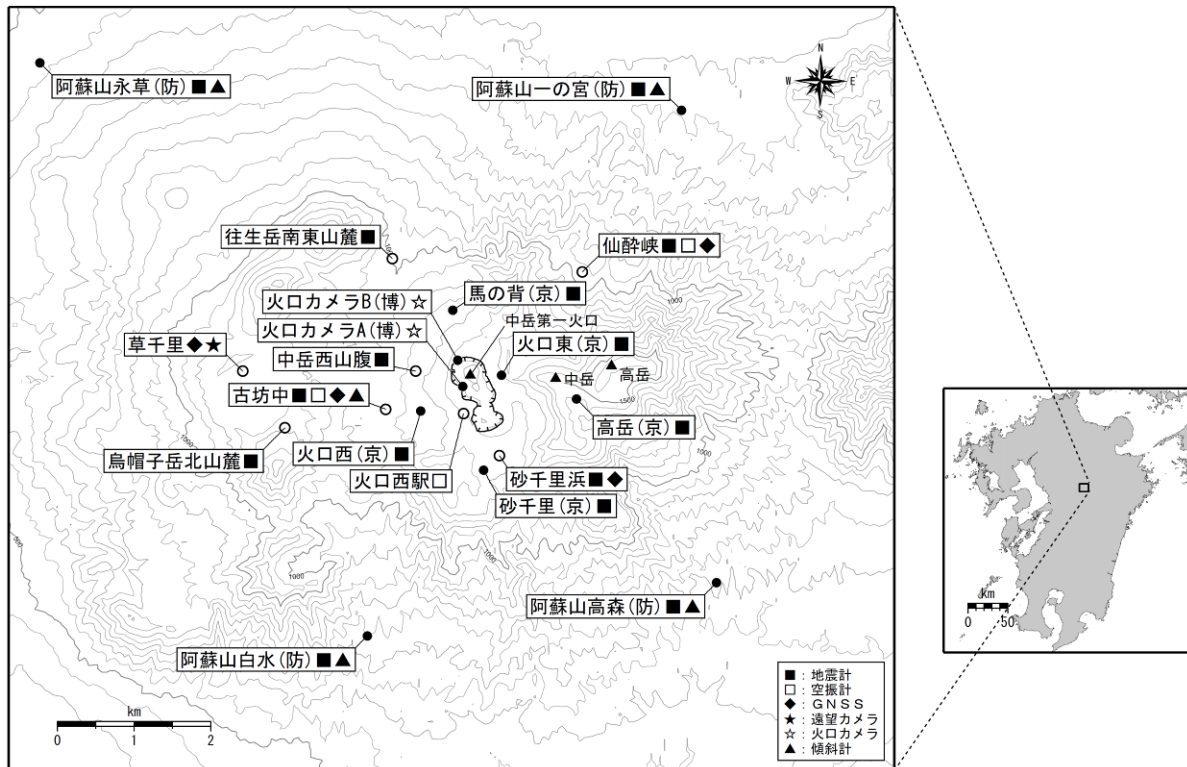 阿蘇山永草(防)■▲
阿蘇山一の宮(防)■▲
N
W E
S
往生岳南東山麓■
仙酔峡■□◆
1000
1000
馬の背(京)■
火口カメラB(博)☆
中岳第一火口
火口カメラA(博)☆
火口東(京)■
草千里◆★
中岳西山腹■
中岳
高岳
1500
古坊中■□◆▲
高岳(京)■
1000
烏帽子岳北山麓■
火口西(京)■
1000
火口西駅□
砂千里浜■◆
砂千里(京)■
500
1000
1000
阿蘇山高森(防)■▲
阿蘇山白水(防)■▲
km
0 1 2
■：地震計
□：空振計
◆：GNSS
★：遠望カメラ
☆：火口カメラ
▲：傾斜計
km
0 50